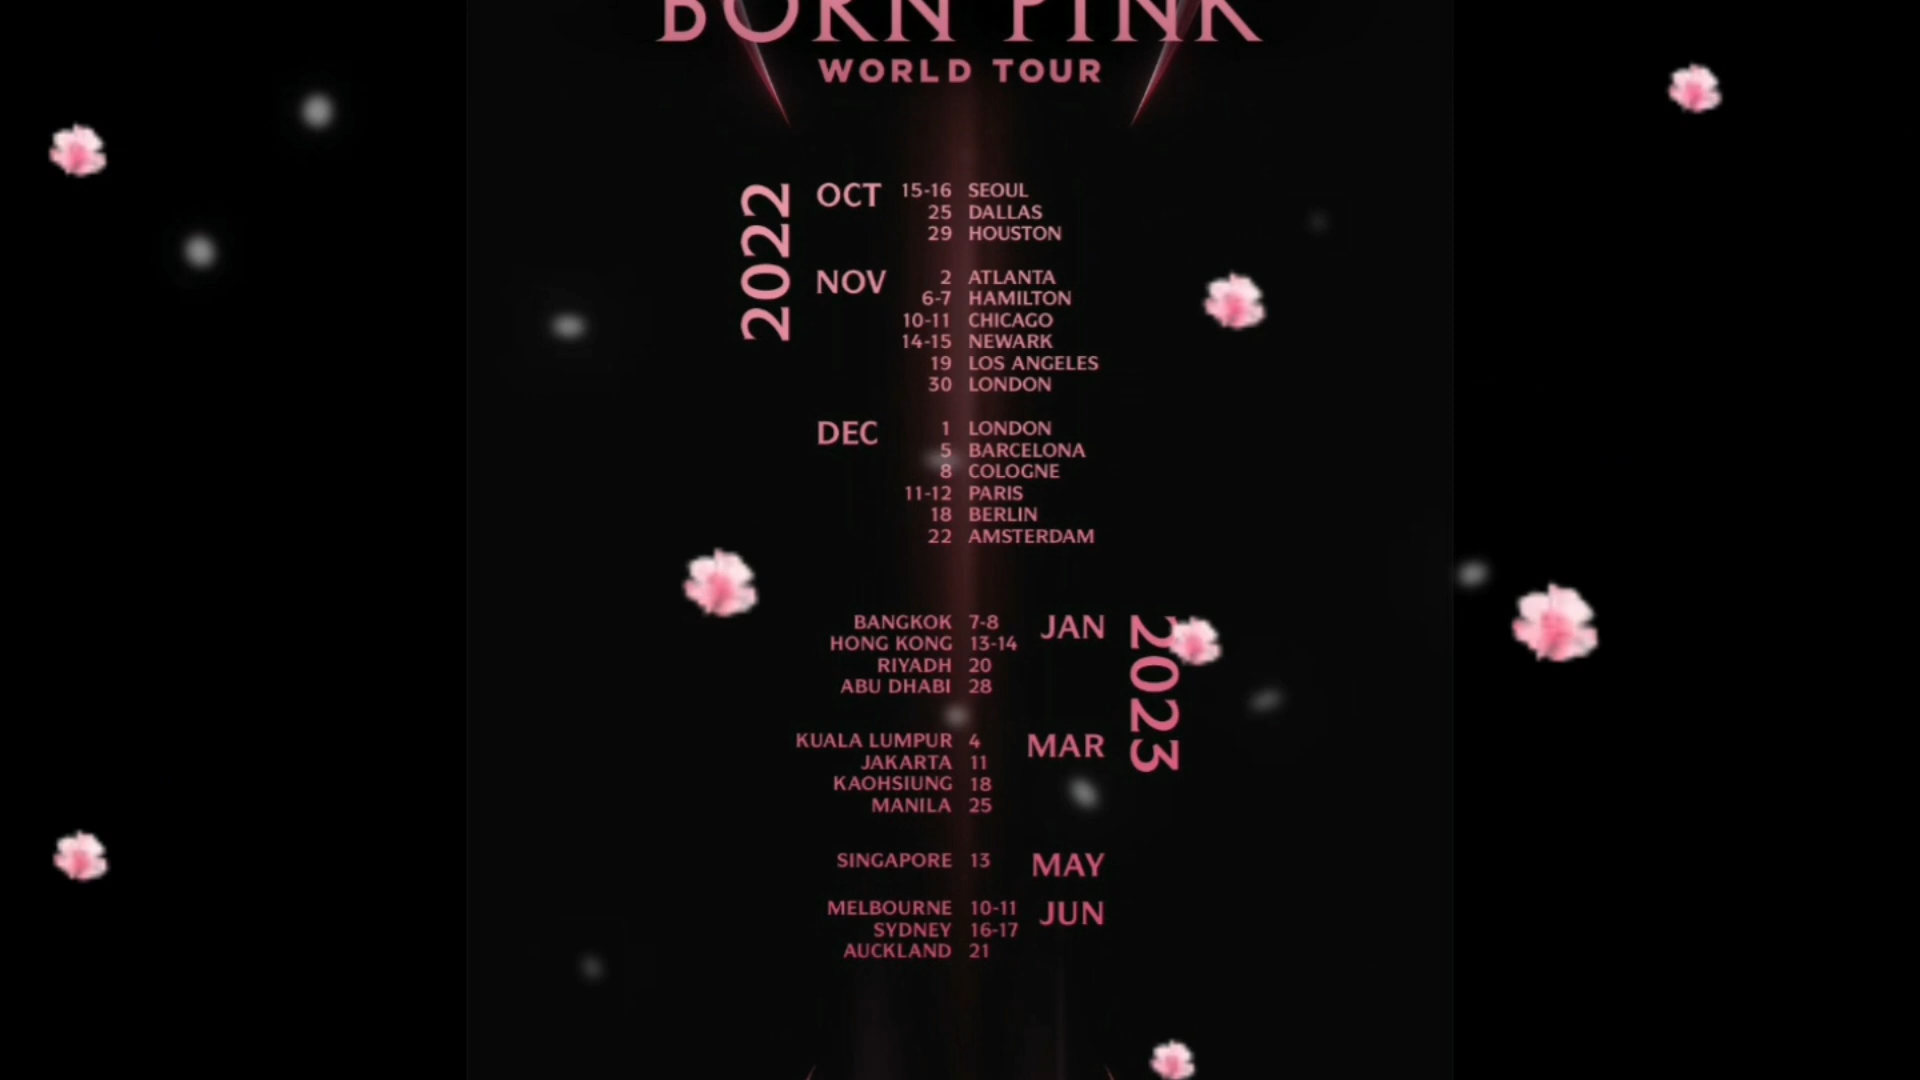 BORN PINK
WORLD TOUR
2022
OCT 15-16 SEOUL
25 DALLAS
29 HOUSTON
NOV 2 ATLANTA
6-7 HAMILTON
10-11 CHICAGO
14-15 NEWARK
19 LOS ANGELES
30 LONDON
DEC 1 LONDON
5 BARCELONA
8 COLOGNE
11-12 PARIS
18 BERLIN
22 AMSTERDAM
BANGKOK 7-8 JAN
2023
HONG KONG 13-14
RIYADH 20
ABU DHABI 28
KUALA LUMPUR 4 MAR
JAKARTA 11
KAOHSIUNG 18
MANILA 25
SINGAPORE 13 MAY
MELBOURNE 10-11 JUN
SYDNEY 16-17
AUCKLAND 21